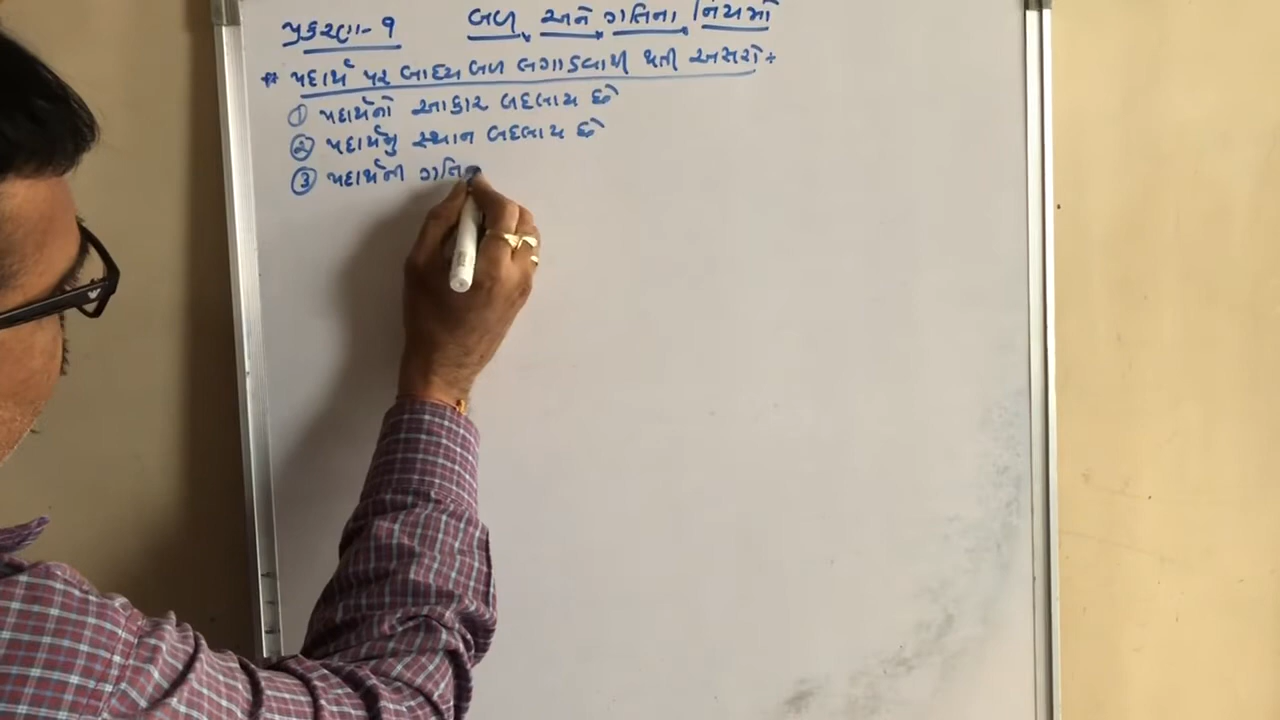 પ્રકરણ-૧ બળ અને ગતિના નિયમો
* પદાર્થ પર બાહ્ય બળ લગાડવાથી થતી અસરો ÷
① પદાર્થનો આકાર બદલાય છે
② પદાર્થનુ સ્થાન બદલાય છે
③ પદાર્થની ગતિ